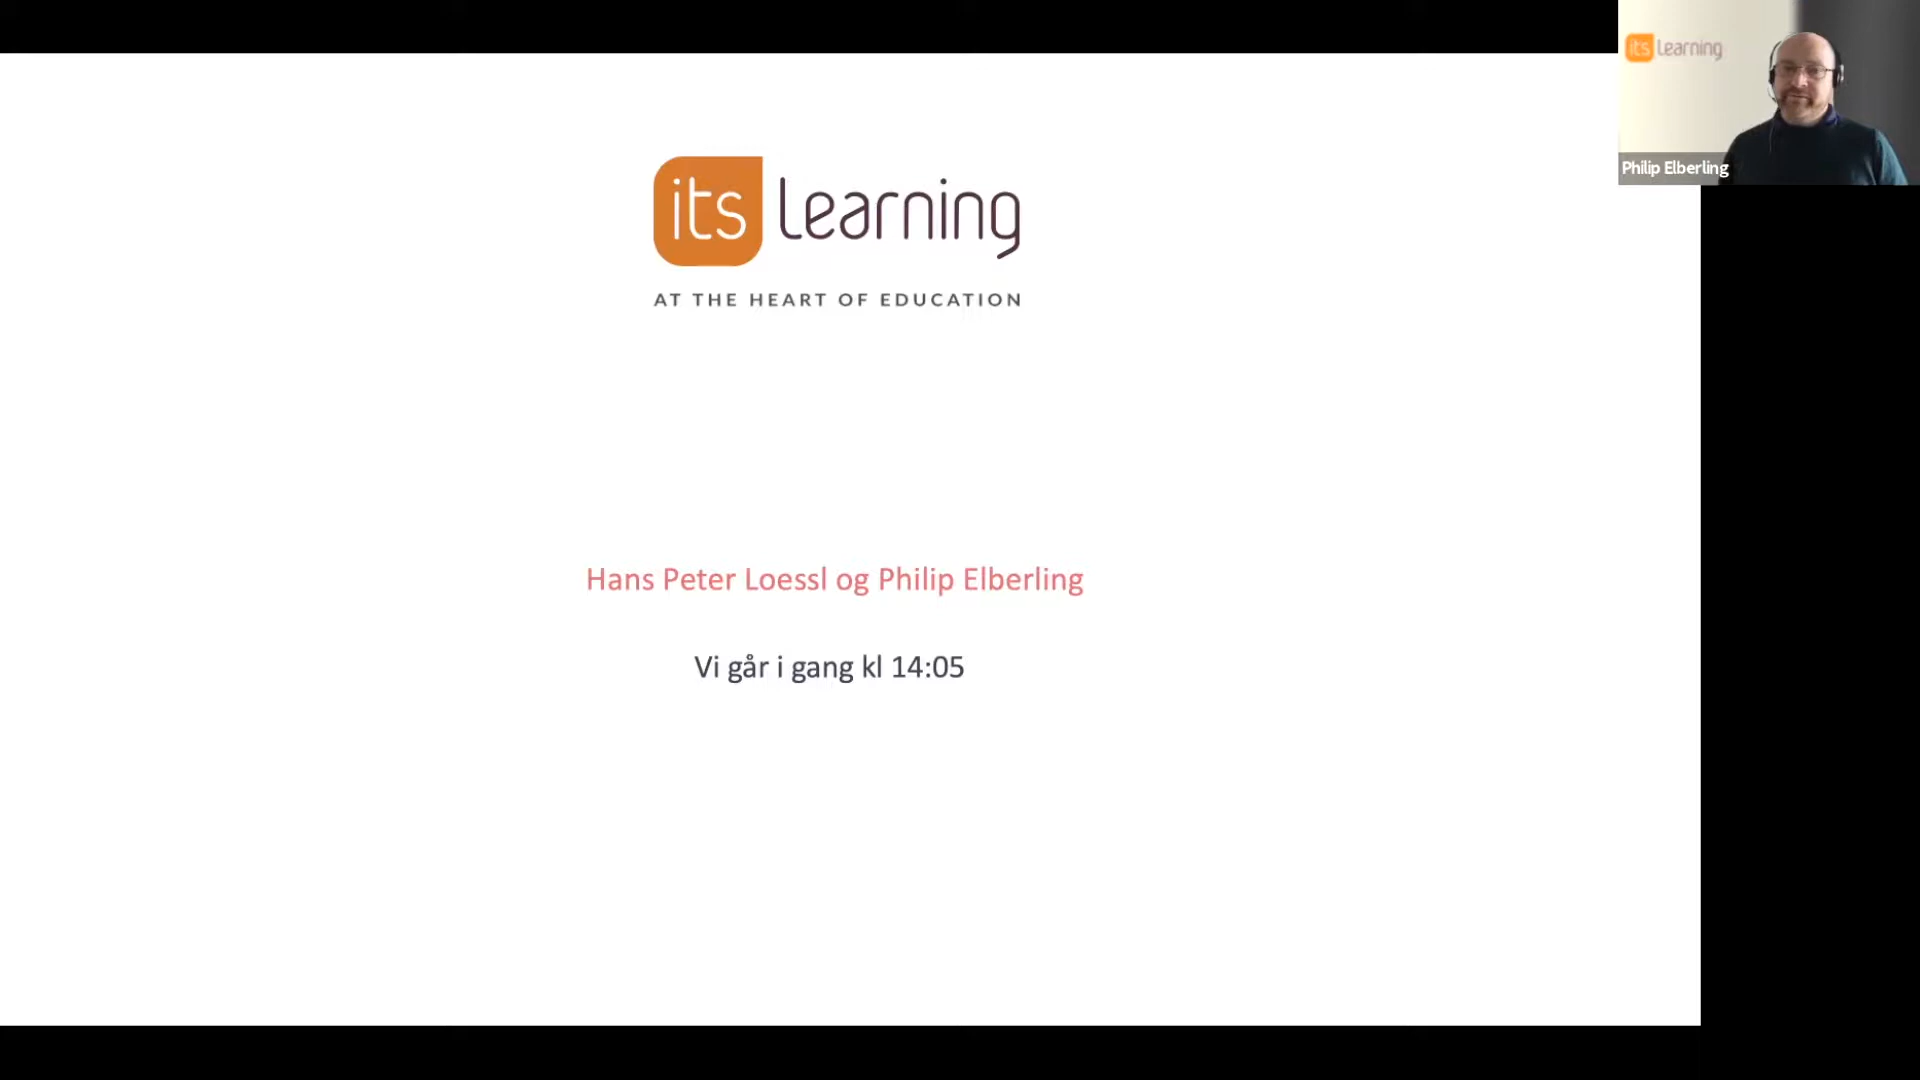 its Learning
Philip Elberling
its Learning
AT THE HEART OF EDUCATION
Hans Peter Loessl og Philip Elberling
Vi går i gang kl 14:05